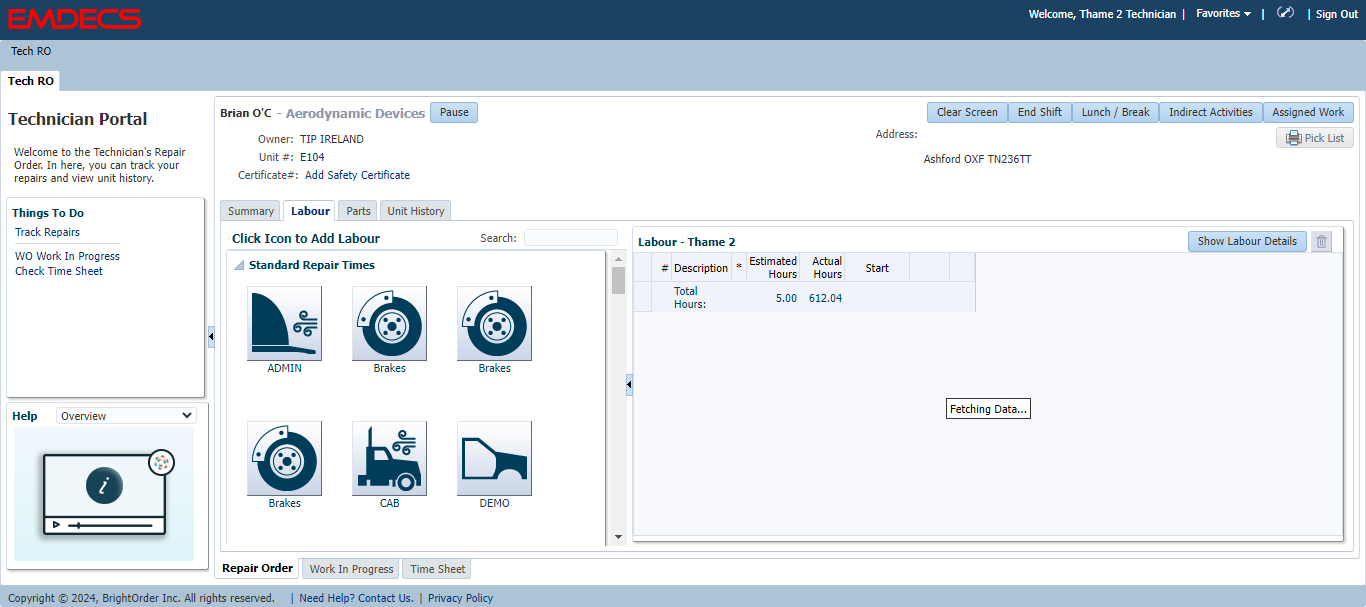 EMDECS
Welcome, Thame 2 Technician | Favorites | | Sign Out
Tech RO
Tech RO
Technician Portal
Welcome to the Technician's Repair
Order. In here, you can track your
repairs and view unit history.
Things To Do
Track Repairs
WO Work In Progress
Check Time Sheet
Help Overview
i
Brian O'C - Aerodynamic Devices Pause
Clear Screen End Shift Lunch / Break Indirect Activities Assigned Work
Owner: TIP IRELAND
Unit #: E104
Certificate#: Add Safety Certificate
Address:
Pick List
Ashford OXF TN236TT
Summary Labour Parts Unit History
Click Icon to Add Labour Search:
Standard Repair Times
ADMIN Brakes Brakes
Brakes CAB DEMO
Labour - Thame 2 Show Labour Details
# Description * Estimated Hours Actual Hours Start
Total Hours: 5.00 612.04
Fetching Data...
Repair Order Work In Progress Time Sheet
Copyright © 2024, BrightOrder Inc. All rights reserved. | Need Help? Contact Us. | Privacy Policy